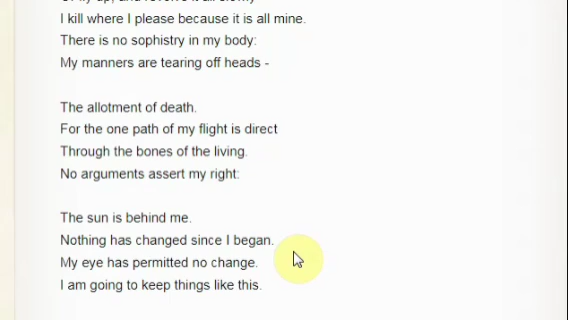 I kill where I please because it is all mine.
There is no sophistry in my body:
My manners are tearing off heads -
The allotment of death.
For the one path of my flight is direct
Through the bones of the living.
No arguments assert my right:
The sun is behind me.
Nothing has changed since I began.
My eye has permitted no change.
I am going to keep things like this.